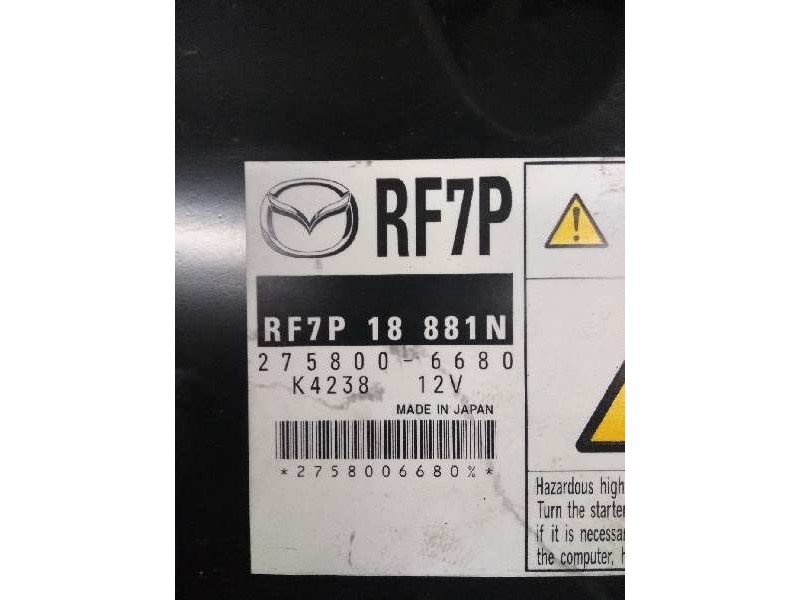 RF7P
RF7P 18 881N
275800-6680
K4238 12V
MADE IN JAPAN
*2758006680%*
Hazardous high
Turn the starter
if it is necessa
the computer, h